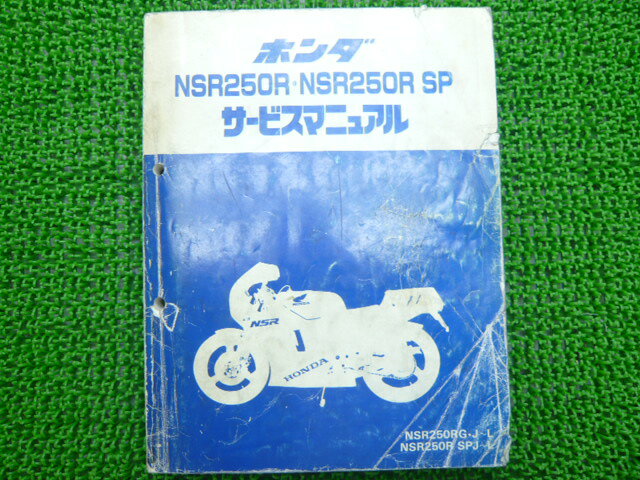 ホンダ
NSR250R・NSR250R SP
サービスマニュアル
HONDA
NSR
HONDA
NSR250RG・J~L
NSR250R SPJ~L